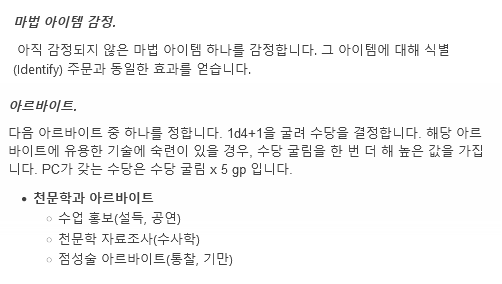 마법 아이템 감정.
아직 감정되지 않은 마법 아이템 하나를 감정합니다. 그 아이템에 대해 식별
(Identify) 주문과 동일한 효과를 얻습니다.
아르바이트.
다음 아르바이트 중 하나를 정합니다. 1d4+1을 굴려 수당을 결정합니다. 해당 아르
바이트에 유용한 기술에 숙련이 있을 경우, 수당 굴림을 한 번 더 해 높은 값을 가집
니다. PC가 갖는 수당은 수당 굴림 x 5 gp 입니다.
• 천문학과 아르바이트
○ 수업 홍보(설득, 공연)
○ 천문학 자료조사(수사학)
○ 점성술 아르바이트(통찰, 기만)